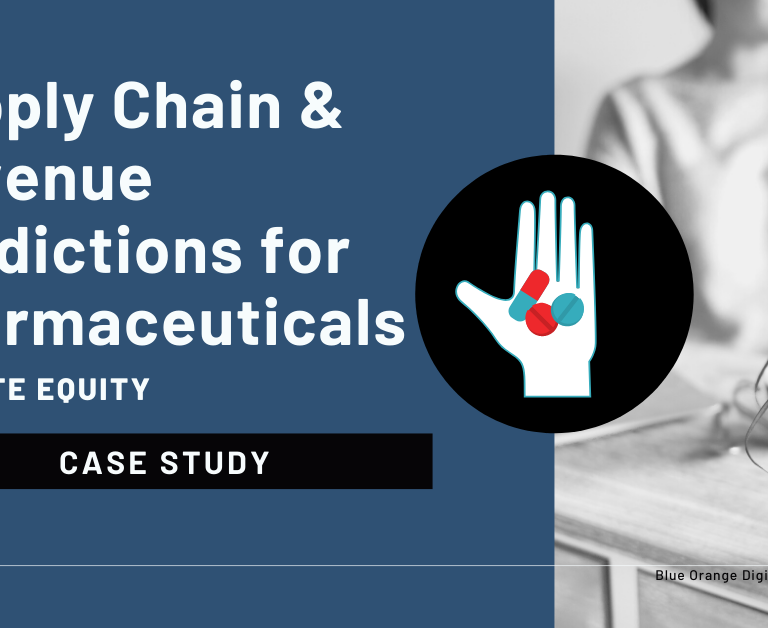 pply Chain &
venue
dictions for
rmaceuticals
TE EQUITY
CASE STUDY
Blue Orange Digi